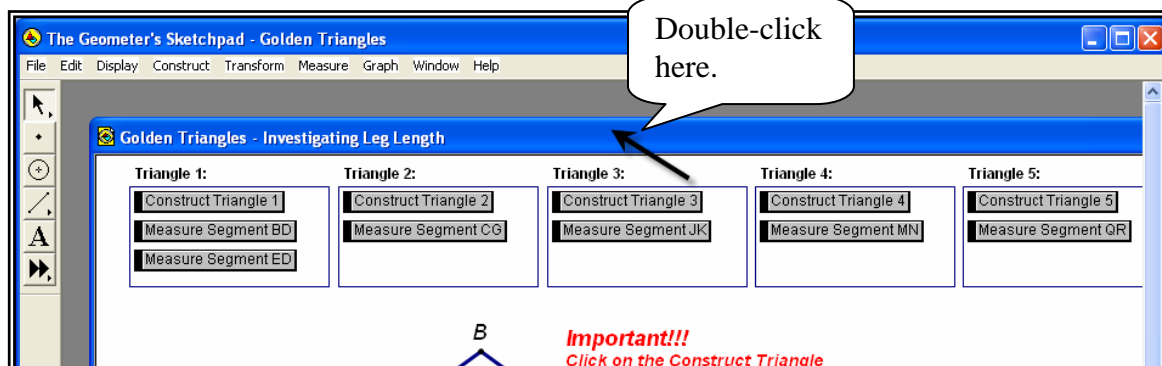 Double-click
here.
The Geometer's Sketchpad - Golden Triangles
File Edit Display Construct Transform Measure Graph Window Help
A
Golden Triangles - Investigating Leg Length
Triangle 1: Triangle 2: Triangle 3: Triangle 4: Triangle 5:
Construct Triangle 1 Construct Triangle 2 Construct Triangle 3 Construct Triangle 4 Construct Triangle 5
Measure Segment BD Measure Segment CG Measure Segment JK Measure Segment MN Measure Segment QR
Measure Segment ED
B
Important!!!
Click on the Construct Triangle